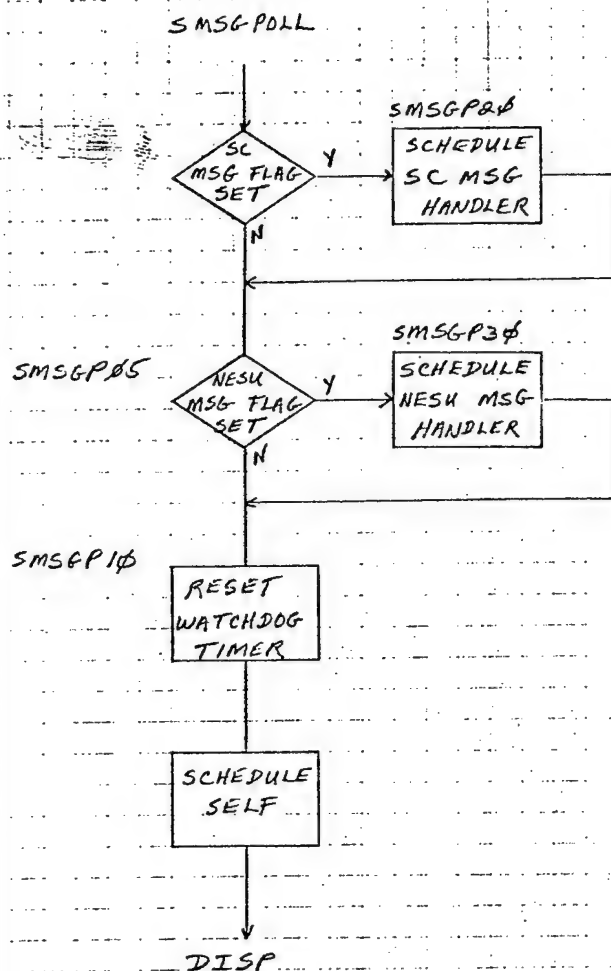 SMSGPOLL
SMSGP2Ø
SC
MSG FLAG
SET
Y
N
SCHEDULE
SC MSG
HANDLER
SMSGP3Ø
SMSGPØ5
NESU
MSG FLAG
SET
Y
N
SCHEDULE
NESU MSG
HANDLER
SMSGP1Ø
RESET
WATCHDOG
TIMER
SCHEDULE
SELF
DISP